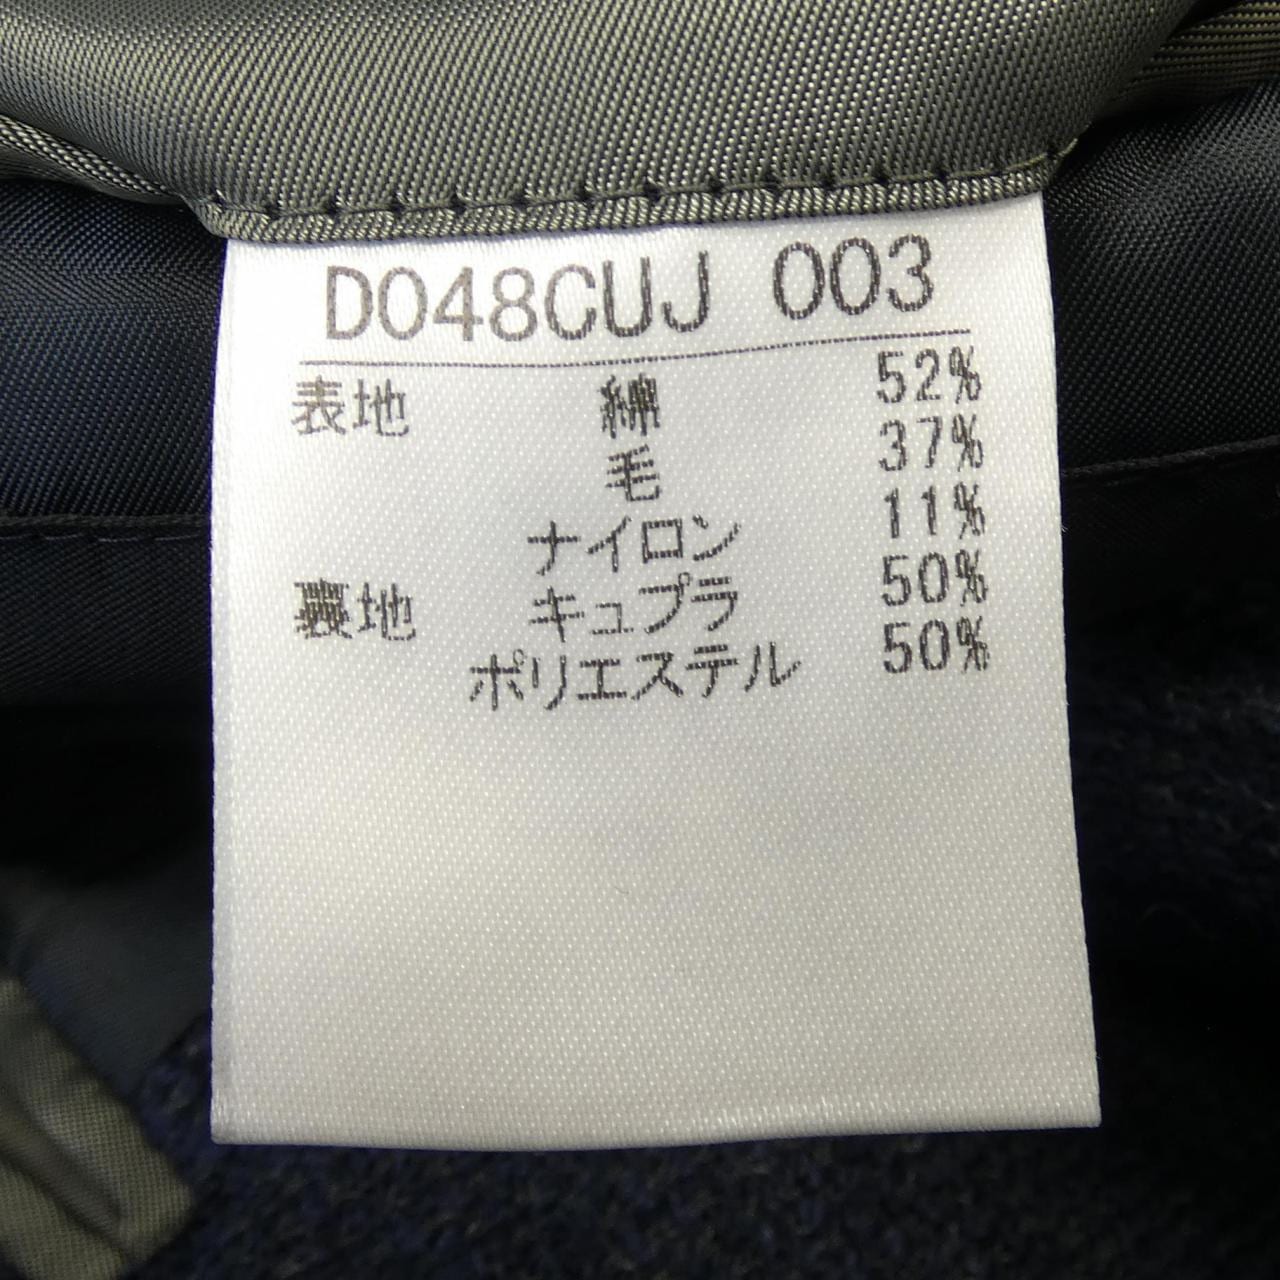 D048CUJ 003
表地 綿 52%
毛 37%
ナイロン 11%
裏地 キュプラ 50%
ポリエステル 50%